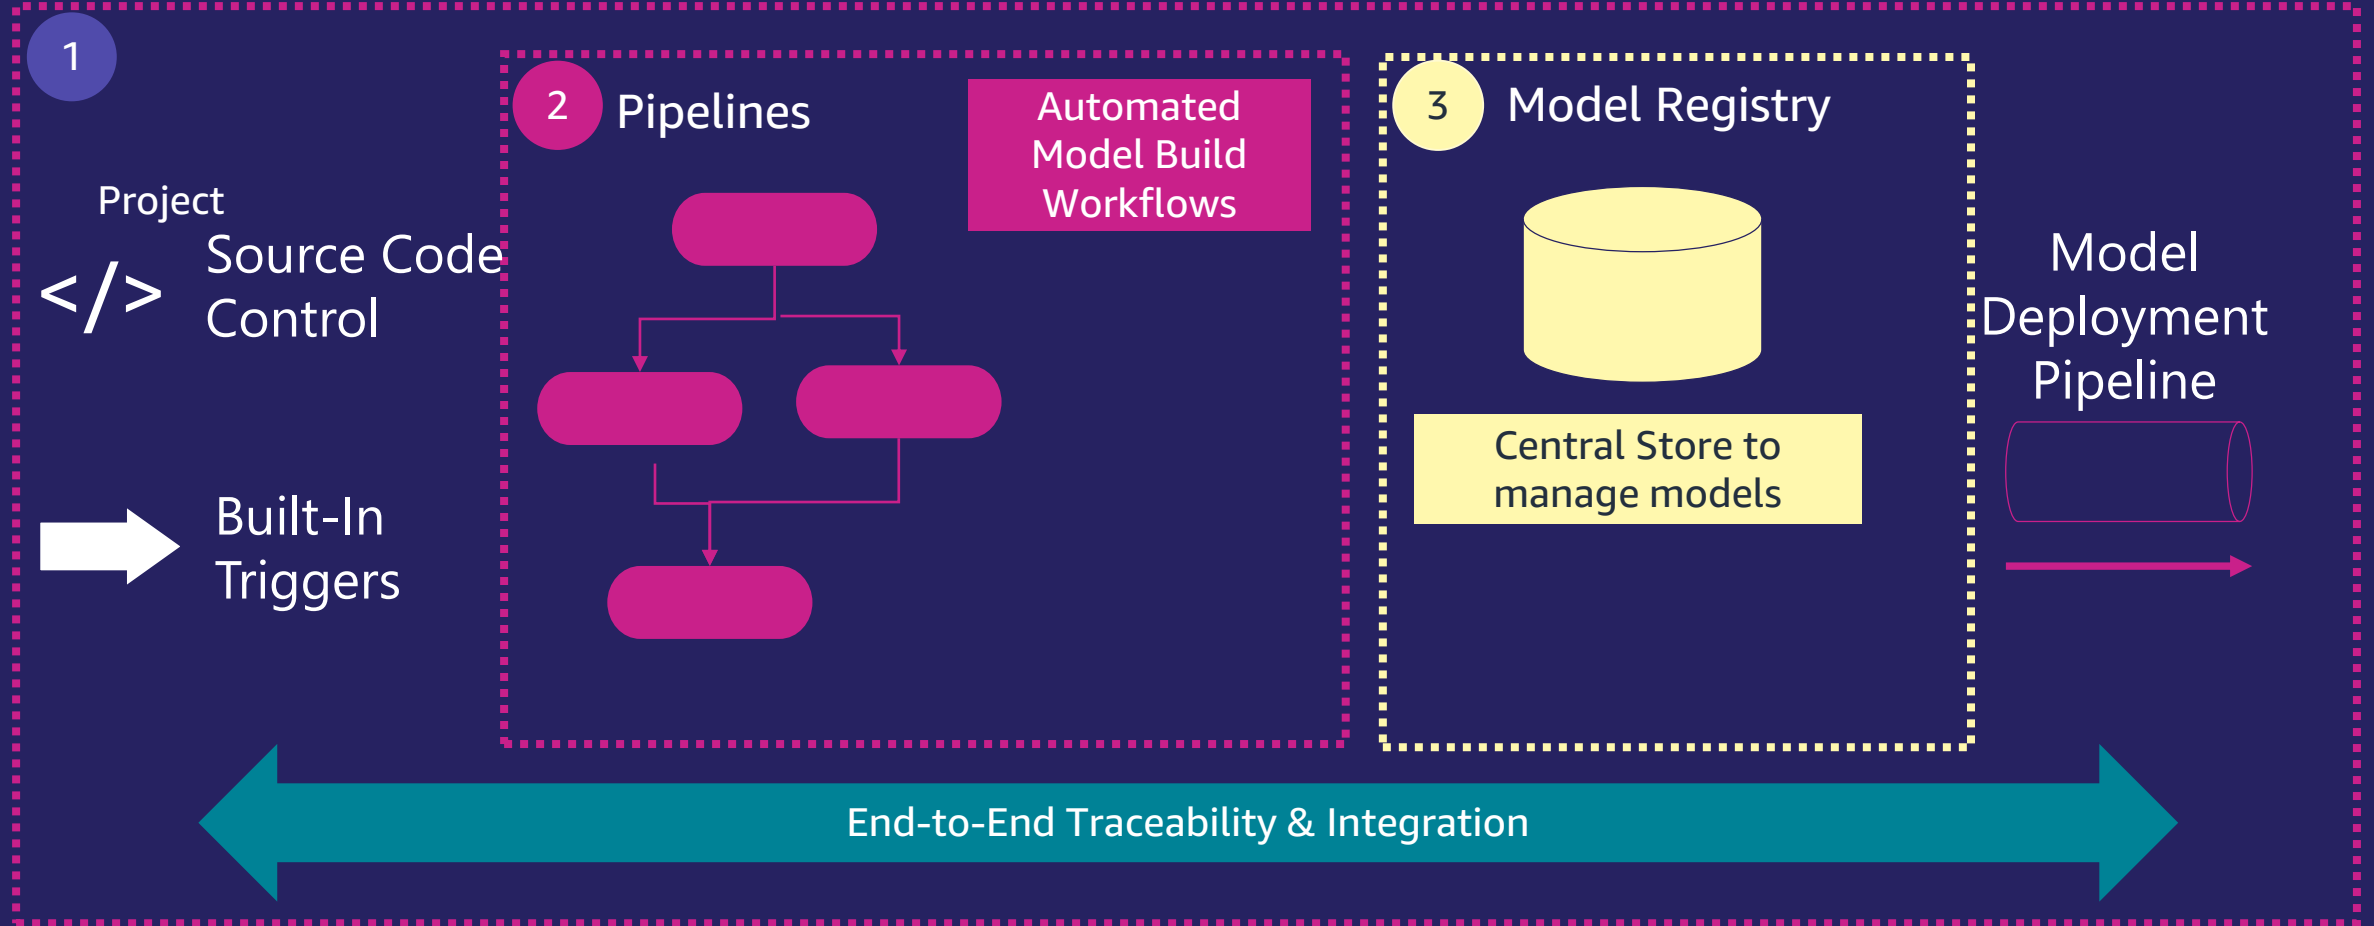 1
Project
</>
Source Code
Control
Built-In
Triggers
2
Pipelines
Automated
Model Build
Workflows
3
Model Registry
Central Store to
manage models
Model
Deployment
Pipeline
End-to-End Traceability & Integration